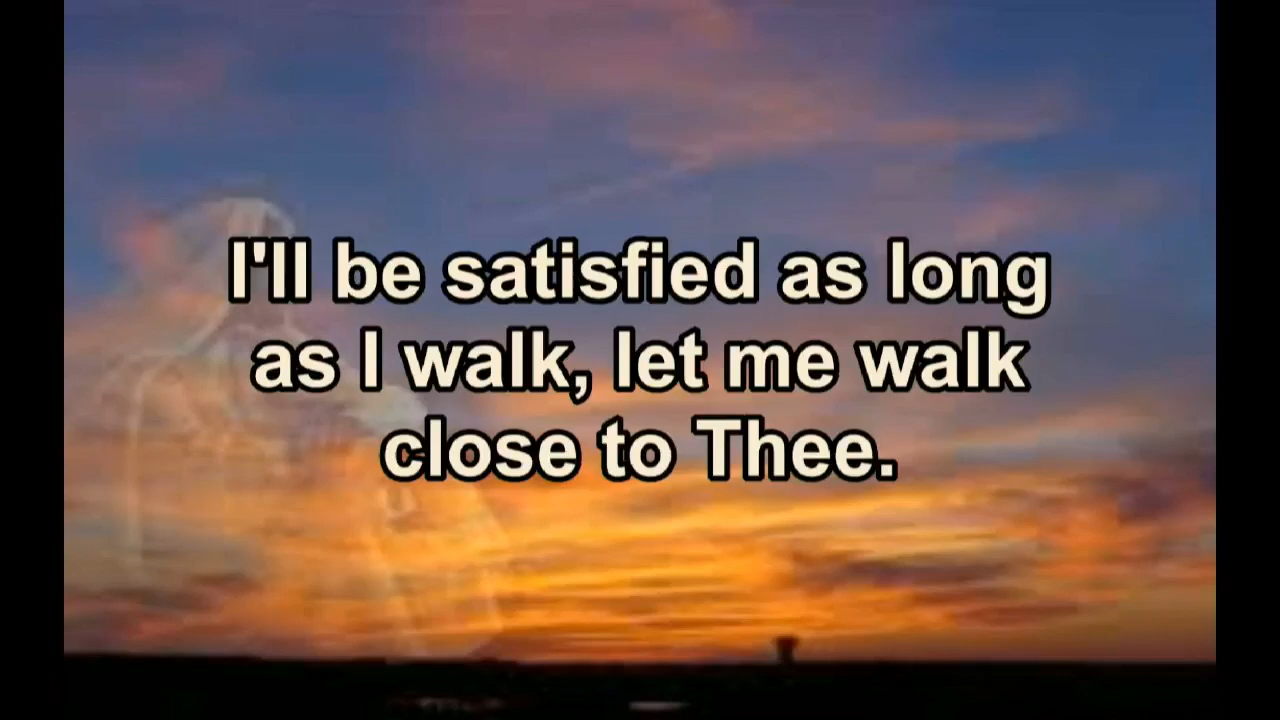 I'll be satisfied as long
as I walk, let me walk
close to Thee.